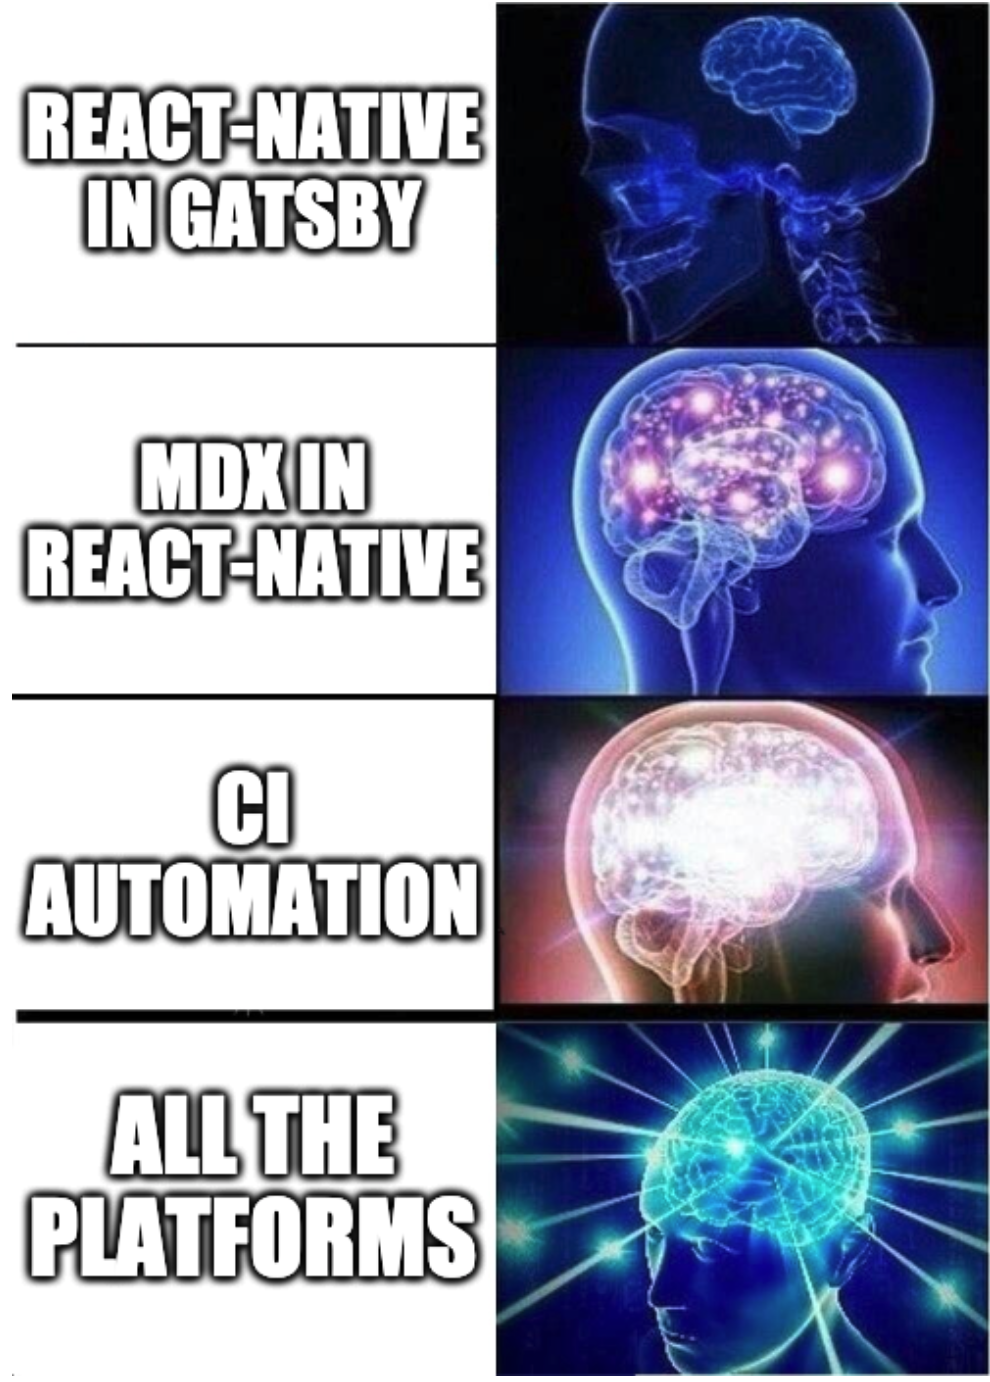 REACT-NATIVE
IN GATSBY
MDX IN
REACT-NATIVE
CI
AUTOMATION
ALL THE
PLATFORMS